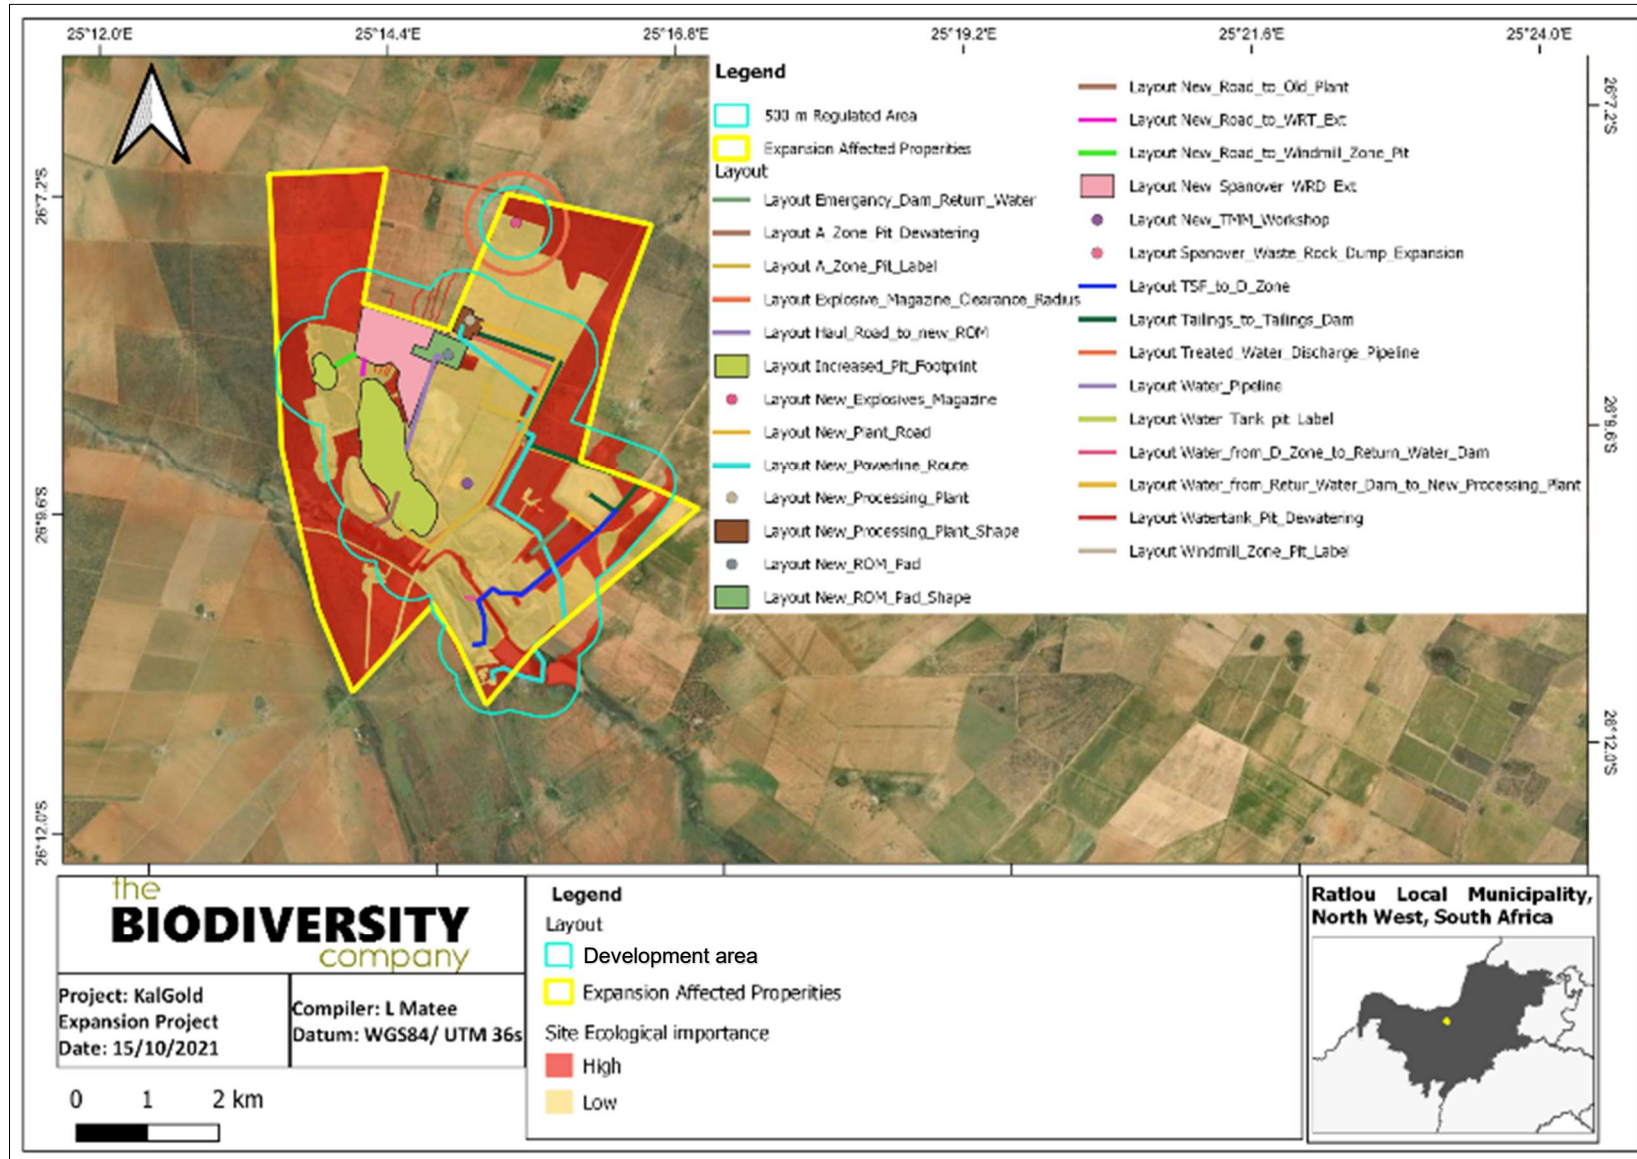 25°12.0'E
25°14.4'E
25°16.8'E
25°19.2'E
25°21.6'E
25°24.0'E
26°7.2'S
26°9.6'S
26°12.0'S
26°7.2'S
26°9.6'S
26°12.0'S
Legend
500 m Regulated Area
Expansion Affected Properities
Layout
Layout Emergancy_Dam_Return_Water
Layout A_Zone_Pit_Dewatering
Layout A_Zone_Pit_Label
Layout Explosive_Magazine_Clearance_Radius
Layout Haul_Road_to_new_ROM
Layout Increased_Pit_Footprint
Layout New_Explosives_Magazine
Layout New_Plant_Road
Layout New_Powerline_Route
Layout New_Processing_Plant
Layout New_Processing_Plant_Shape
Layout New_ROM_Pad
Layout New_ROM_Pad_Shape
Layout New_Road_to_Old_Plant
Layout New_Road_to_WRT_Ext
Layout New_Road_to_Windmill_Zone_Pit
Layout New_Spanover_WRD_Ext
Layout New_TMM_Workshop
Layout Spanover_Waste_Rock_Dump_Expansion
Layout TSF_to_D_Zone
Layout Tailings_to_Tailings_Dam
Layout Treated_Water_Discharge_Pipeline
Layout Water_Pipeline
Layout Water_Tank_pit_Label
Layout Water_from_D_Zone_to_Return_Water_Dam
Layout Water_from_Retur_Water_Dam_to_New_Processing_Plant
Layout Watertank_Pit_Dewatering
Layout Windmill_Zone_Pit_Label
the
BIODIVERSITY
company
Project: KalGold
Expansion Project
Date: 15/10/2021
Compiler: L Matee
Datum: WGS84/ UTM 36s
0 1 2 km
Legend
Layout
Development area
Expansion Affected Properities
Site Ecological importance
High
Low
Ratlou Local Municipality,
North West, South Africa